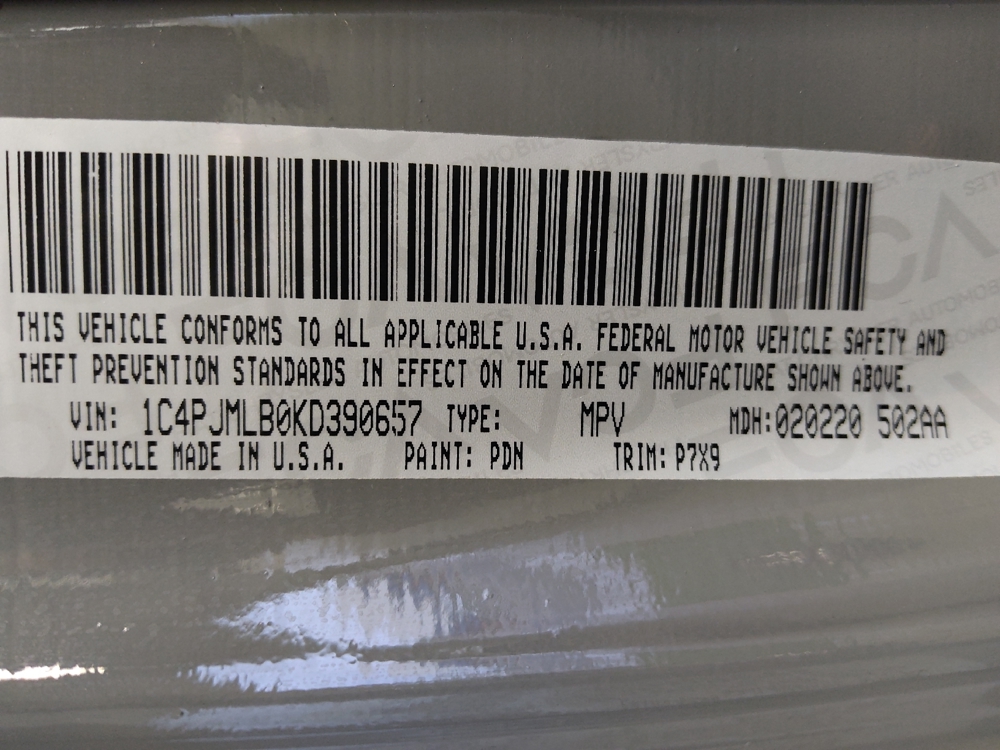 THIS VEHICLE CONFORMS TO ALL APPLICABLE U.S.A. FEDERAL MOTOR VEHICLE SAFETY AND
THEFT PREVENTION STANDARDS IN EFFECT ON THE DATE OF MANUFACTURE SHOWN ABOVE.
VIN: 1C4PJMLB0KD390657 TYPE: MPV MDH:020220 502AA
VEHICLE MADE IN U.S.A. PAINT: PDN TRIM: P7X9